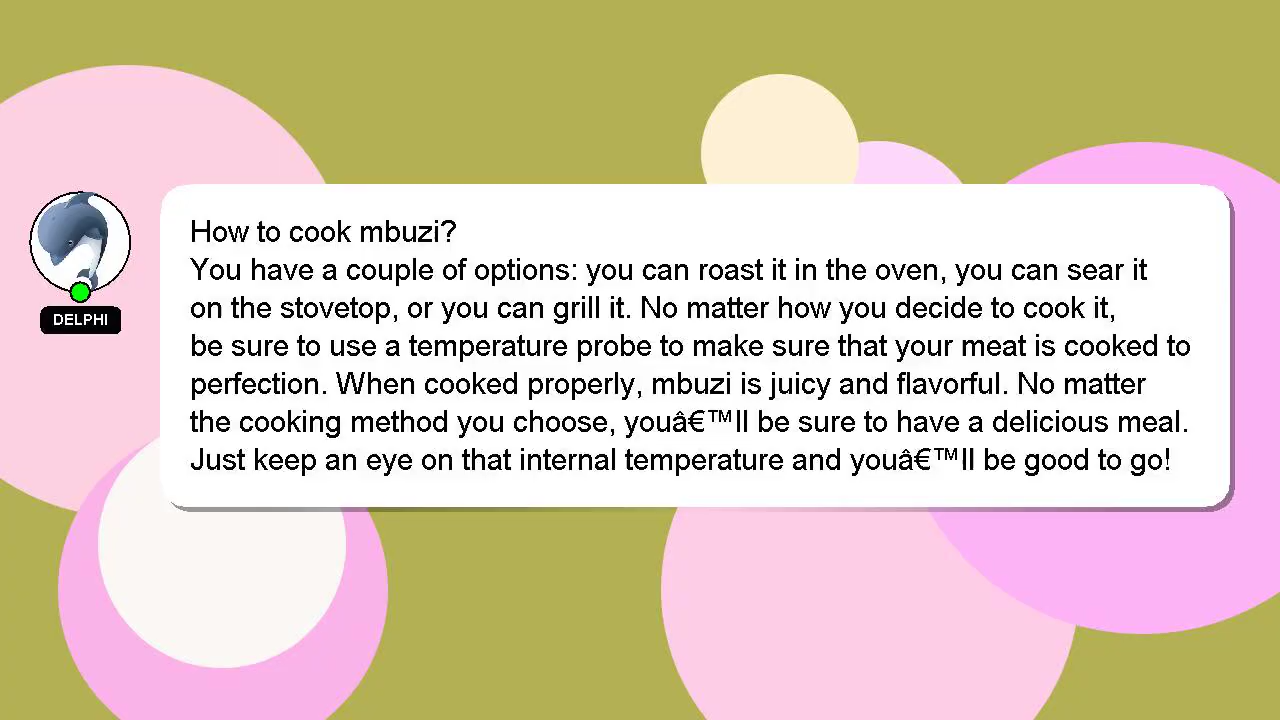 How to cook mbuzi?
You have a couple of options: you can roast it in the oven, you can sear it
on the stovetop, or you can grill it. No matter how you decide to cook it,
be sure to use a temperature probe to make sure that your meat is cooked to
perfection. When cooked properly, mbuzi is juicy and flavorful. No matter
the cooking method you choose, youâ€™ll be sure to have a delicious meal.
Just keep an eye on that internal temperature and youâ€™ll be good to go!
DELPHI